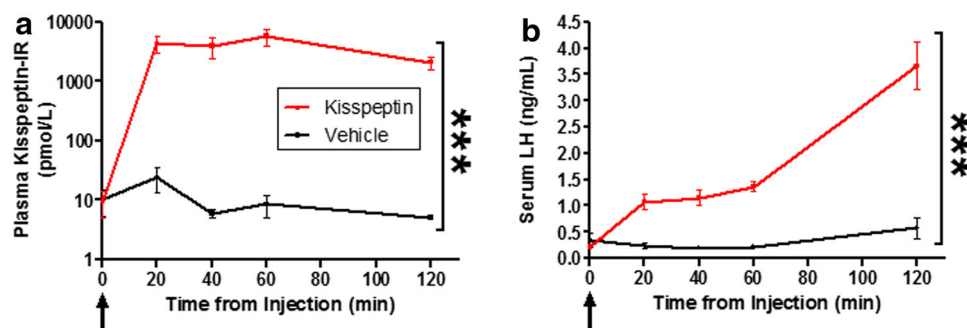 a
10000
1000
100
10
1
Plasma Kisspeptin-IR
(pmol/L)
Kisspeptin
Vehicle
***
0 20 40 60 80 100 120
Time from Injection (min)
b
4.5
4.0
3.5
3.0
2.5
2.0
1.5
1.0
0.5
0.0
Serum LH (ng/mL)
***
0 20 40 60 80 100 120
Time from Injection (min)